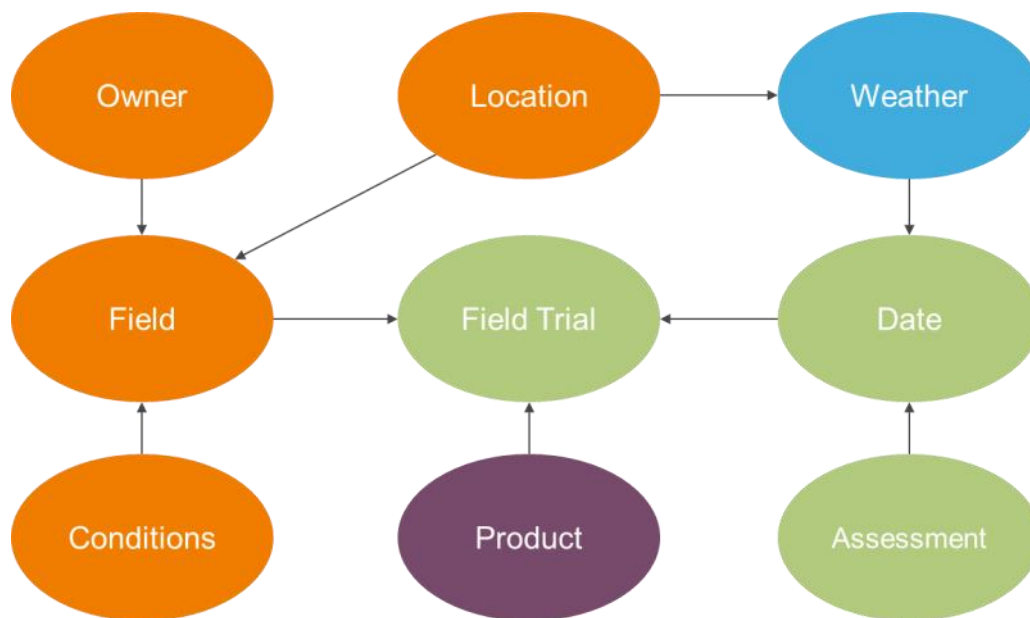 Owner
Location
Weather
Field
Field Trial
Date
Conditions
Product
Assessment